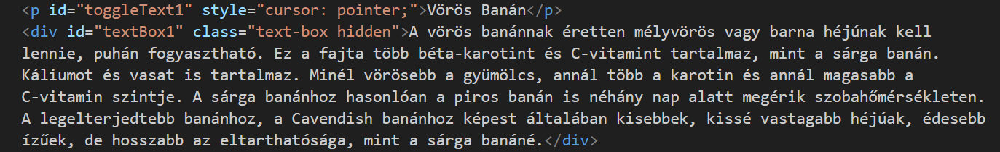 <p id="toggleText1" style="cursor: pointer;">Vörös Banán</p>
<div id="textBox1" class="text-box hidden">A vörös banánnak éretten mélyvörös vagy barna héjúnak kell
lennie, puhán fogyasztható. Ez a fajta több béta-karotint és C-vitamint tartalmaz, mint a sárga banán.
Káliumot és vasat is tartalmaz. Minél vörösebb a gyümölcs, annál több a karotin és annál magasabb a
C-vitamin szintje. A sárga banánhoz hasonlóan a piros banán is néhány nap alatt megérik szobahőmérsékleten.
A legelterjedtebb banánhoz, a Cavendish banánhoz képest általában kisebbek, kissé vastagabb héjúak, édesebb
ízűek, de hosszabb az eltarthatósága, mint a sárga banáné.</div>